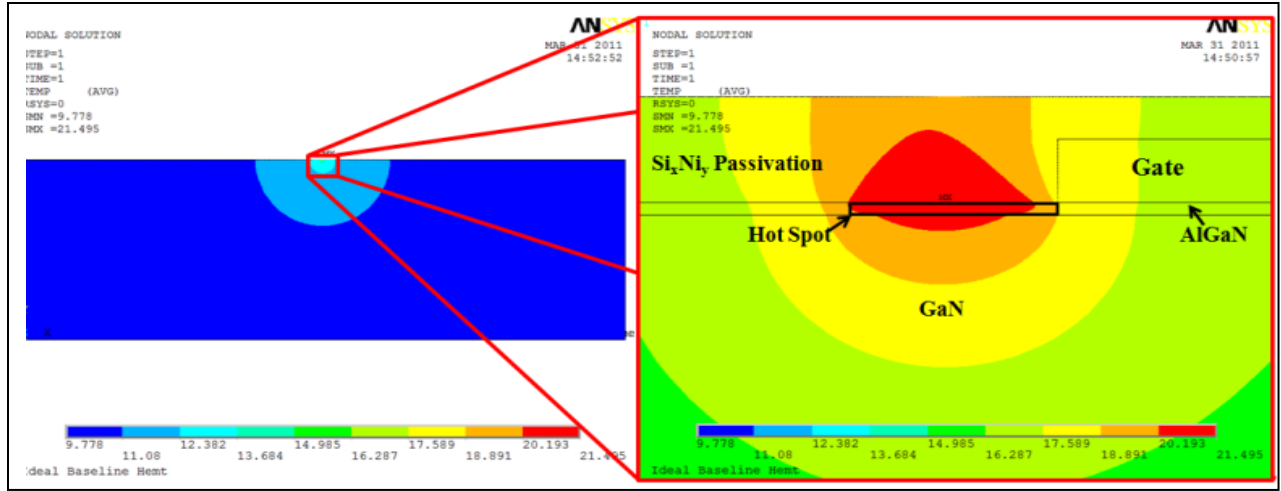 ANSYS
NODAL SOLUTION
MAR 31 2011
14:52:52
STEP=1
SUB =1
TIME=1
TEMP (AVG)
RSYS=0
SMN =9.778
SMX =21.495
MX
X
9.778 12.382 14.985 17.589 20.193
11.08 13.684 16.287 18.891 21.495
Ideal Baseline Hemt
ANSYS
NODAL SOLUTION
MAR 31 2011
14:50:57
STEP=1
SUB =1
TIME=1
TEMP (AVG)
RSYS=0
SMN =9.778
SMX =21.495
SixNiy Passivation
Gate
MX
Hot Spot
AlGaN
GaN
9.778 12.382 14.985 17.589 20.193
11.08 13.684 16.287 18.891 21.495
Ideal Baseline Hemt